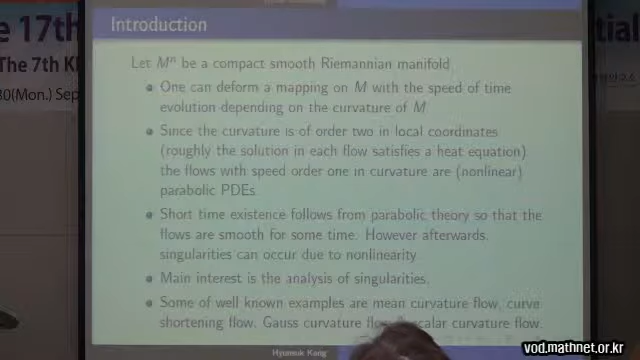 e 17th
The 7th K
30(Mon.) Sep
tial
Introduction
Let Mⁿ be a compact smooth Riemannian manifold
One can deform a mapping on M with the speed of time
evolution depending on the curvature of M
Since the curvature is of order two in local coordinates
(roughly the solution in each flow satisfies a heat equation)
the flows with speed order one in curvature are (nonlinear)
parabolic PDEs.
Short time existence follows from parabolic theory so that the
flows are smooth for some time. However afterwards,
singularities can occur due to nonlinearity
Main interest is the analysis of singularities.
Some of well known examples are mean curvature flow, curve
shortening flow, Gauss curvature flow, scalar curvature flow.
Hyunsuk Kang
vod.mathnet.or.kr